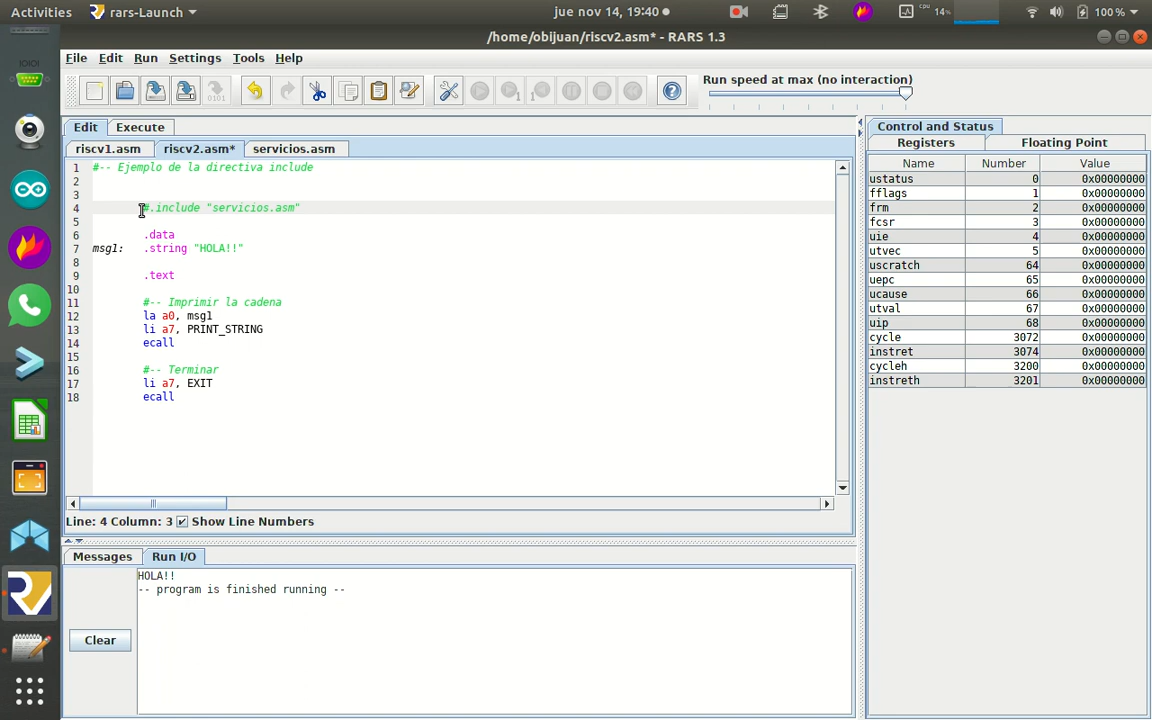 Activities rars-Launch jue nov 14, 19:40 cpu 14% 100 %
/home/obijuan/riscv2.asm* - RARS 1.3
File Edit Run Settings Tools Help
Run speed at max (no interaction)
Edit Execute
riscv1.asm riscv2.asm* servicios.asm
1 #-- Ejemplo de la directiva include
2
3
4 #.include "servicios.asm"
5
6 .data
7 msg1: .string "HOLA!!"
8
9 .text
10
11 #-- Imprimir la cadena
12 la a0, msg1
13 li a7, PRINT_STRING
14 ecall
15
16 #-- Terminar
17 li a7, EXIT
18 ecall
Line: 4 Column: 3 Show Line Numbers
Messages Run I/O
HOLA!!
-- program is finished running --
Clear
Control and Status
Registers Floating Point
Name Number Value
ustatus 0 0x00000000
fflags 1 0x00000000
frm 2 0x00000000
fcsr 3 0x00000000
uie 4 0x00000000
utvec 5 0x00000000
uscratch 64 0x00000000
uepc 65 0x00000000
ucause 66 0x00000000
utval 67 0x00000000
uip 68 0x00000000
cycle 3072 0x00000000
instret 3074 0x00000000
cycleh 3200 0x00000000
instreth 3201 0x00000000